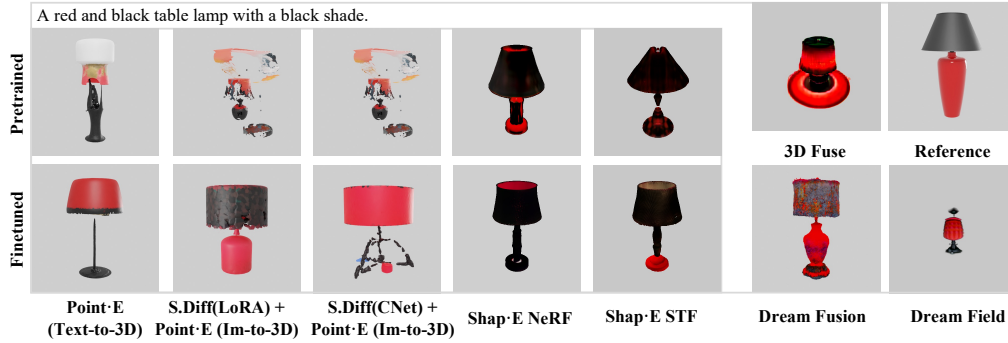 A red and black table lamp with a black shade.
Pretrained
3D Fuse
Reference
Finetuned
Point·E
(Text-to-3D)
S.Diff(LoRA) +
Point·E (Im-to-3D)
S.Diff(CNet) +
Point·E (Im-to-3D)
Shap·E NeRF
Shap·E STF
Dream Fusion
Dream Field